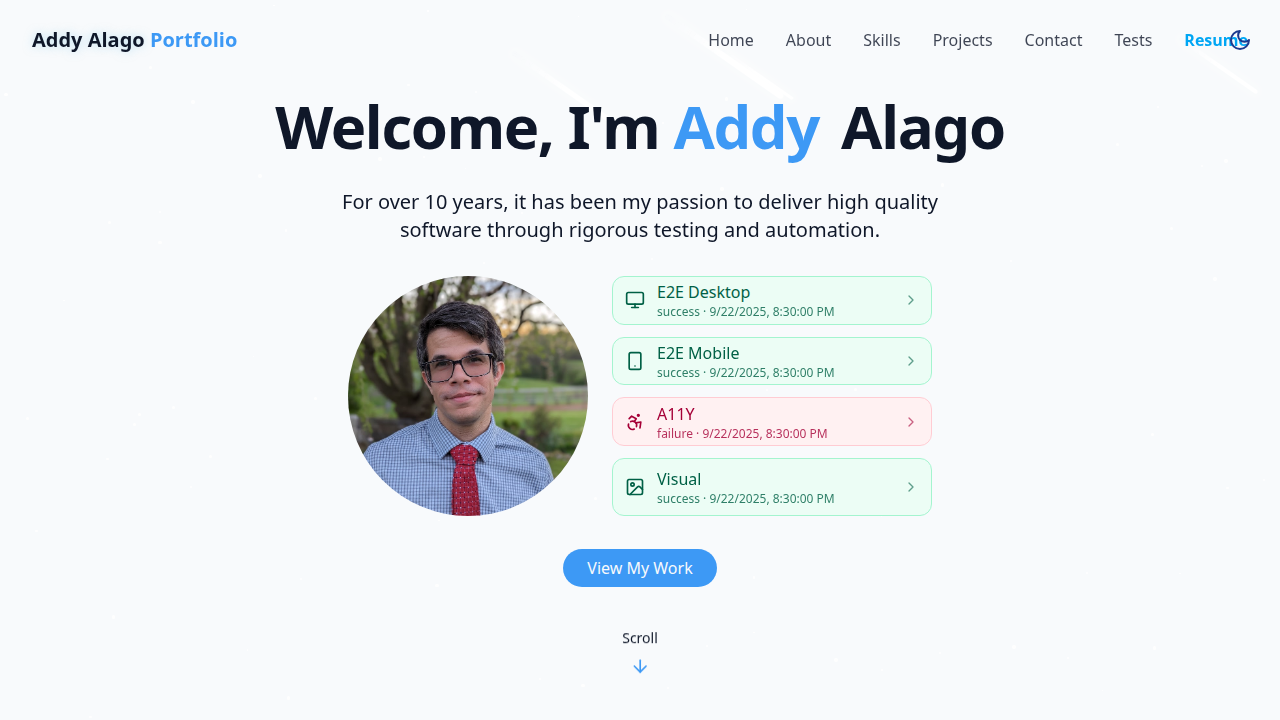 Addy Alago Portfolio
Home About Skills Projects Contact Tests Resume
Welcome, I'm Addy Alago
For over 10 years, it has been my passion to deliver high quality
software through rigorous testing and automation.
E2E Desktop
success · 9/22/2025, 8:30:00 PM
E2E Mobile
success · 9/22/2025, 8:30:00 PM
A11Y
failure · 9/22/2025, 8:30:00 PM
Visual
success · 9/22/2025, 8:30:00 PM
View My Work
Scroll